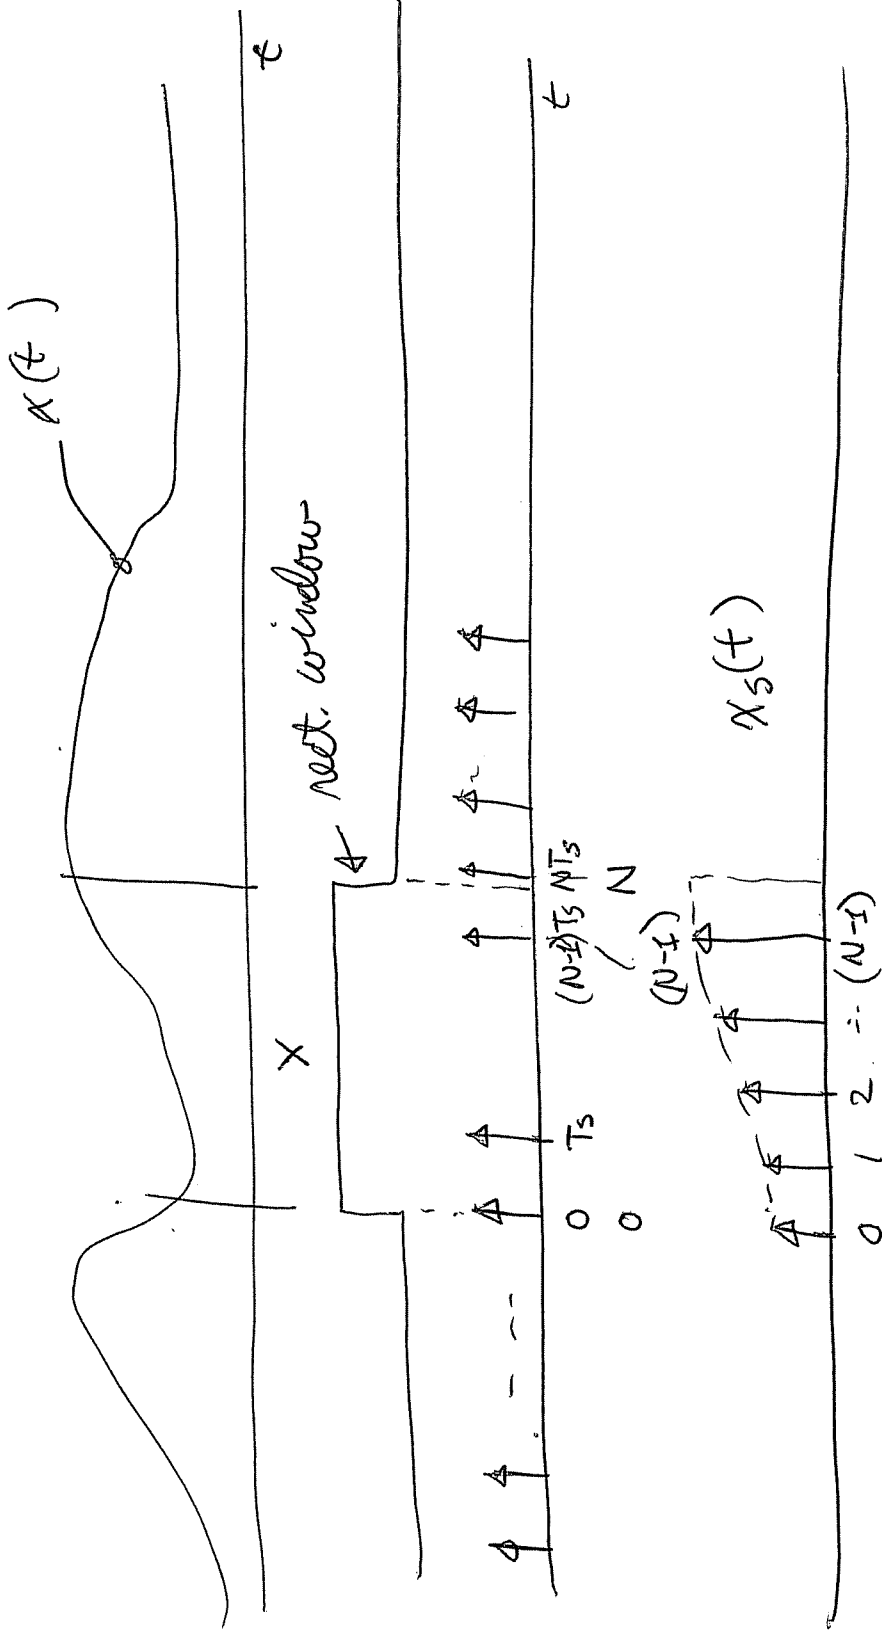 x(t)
t
X
rect. window
t
0 Ts (N-1)Ts NTs
0 (N-1) N
xs(t)
0 1 2 ... (N-1)